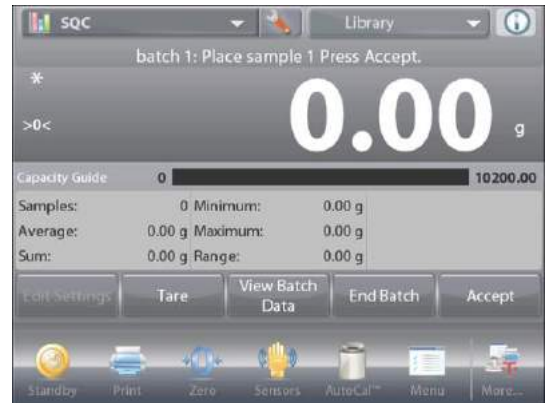 SQC
Library
batch 1: Place sample 1 Press Accept.
*
>0<
0.00 g
Capacity Guide 0 10200.00
Samples: 0 Minimum: 0.00 g
Average: 0.00 g Maximum: 0.00 g
Sum: 0.00 g Range: 0.00 g
Edit Settings
Tare
View Batch
Data
End Batch
Accept
Standby Print Zero Sensors AutoCal™ Menu More...